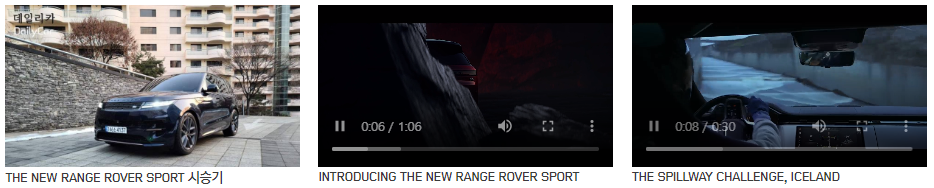 데일리카
DailyCar
0:06 / 1:06
0:08 / 0:30
THE NEW RANGE ROVER SPORT 시승기
INTRODUCING THE NEW RANGE ROVER SPORT
THE SPILLWAY CHALLENGE, ICELAND